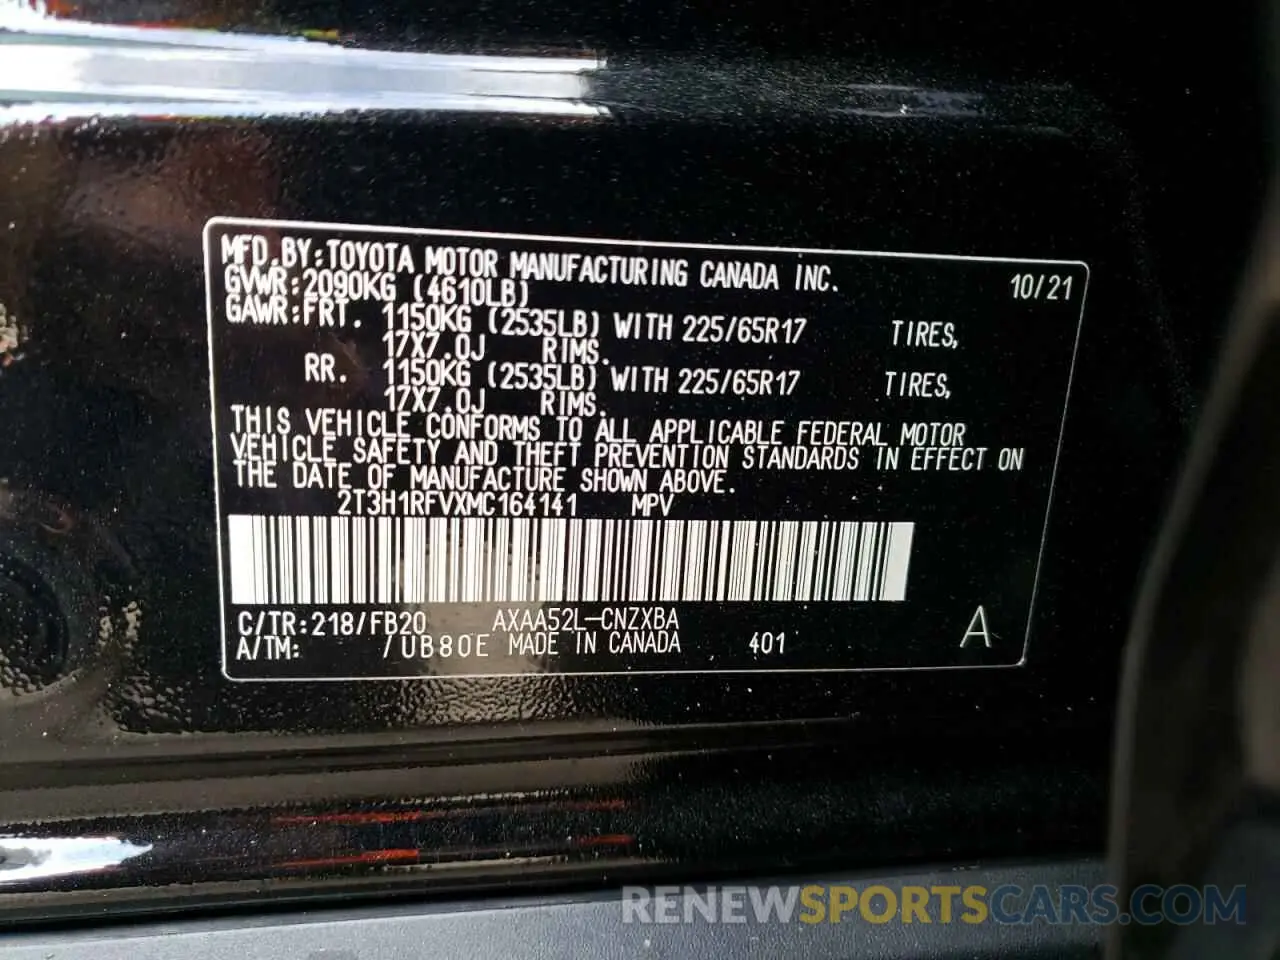 MFD.BY:TOYOTA MOTOR MANUFACTURING CANADA INC. 10/21
GVWR:2090KG (4610LB)
GAWR:FRT. 1150KG (2535LB) WITH 225/65R17 TIRES,
17X7.0J RIMS.
RR. 1150KG (2535LB) WITH 225/65R17 TIRES,
17X7.0J RIMS.
THIS VEHICLE CONFORMS TO ALL APPLICABLE FEDERAL MOTOR
VEHICLE SAFETY AND THEFT PREVENTION STANDARDS IN EFFECT ON
THE DATE OF MANUFACTURE SHOWN ABOVE.
2T3H1RFVXMC164141 MPV
C/TR:218/FB20 AXAA52L-CNZXBA
A/TM: /UB80E MADE IN CANADA 401 A
RENEWSPORTSCARS.COM